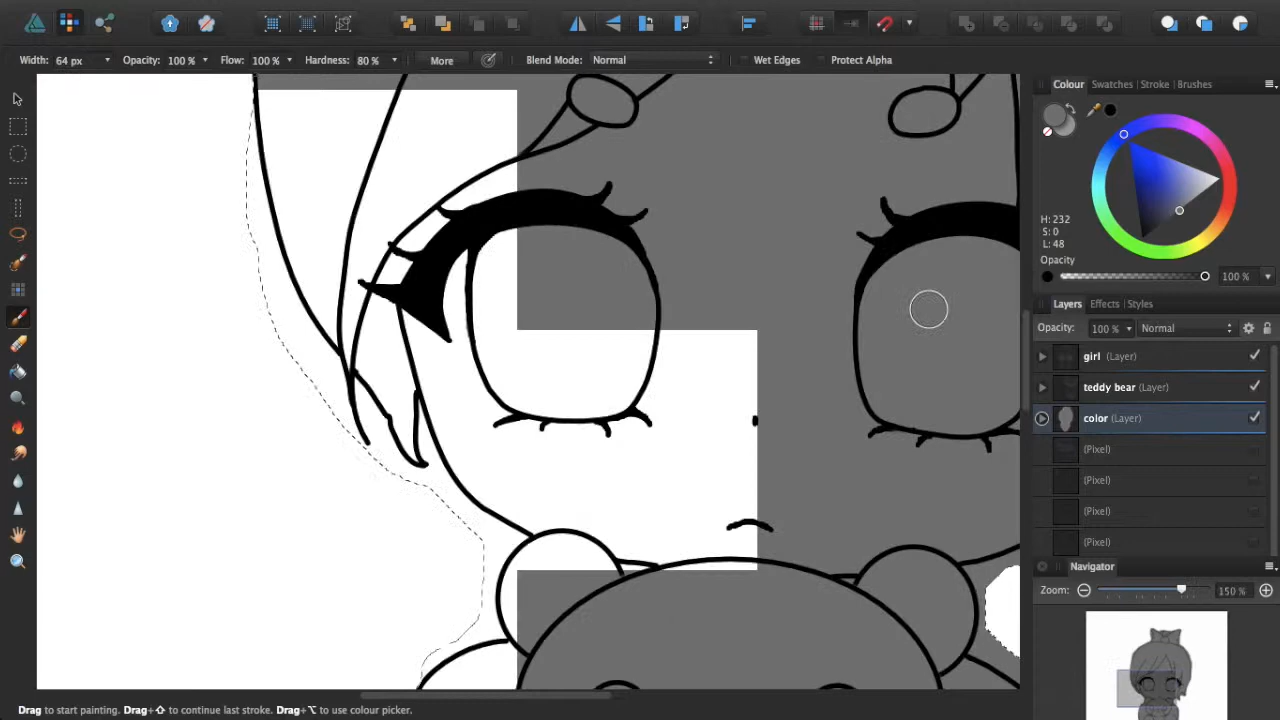 Width: 64 px Opacity: 100 % Flow: 100 % Hardness: 80 % More Blend Mode: Normal Wet Edges Protect Alpha
Colour Swatches Stroke Brushes
H: 232
S: 0
L: 48
Opacity
100 %
Layers Effects Styles
Opacity: 100 % Normal
girl (Layer)
teddy bear (Layer)
color (Layer)
(Pixel)
(Pixel)
(Pixel)
(Pixel)
Navigator
Zoom: 150 %
Drag to start painting. Drag+⇧ to continue last stroke. Drag+⌥ to use colour picker.